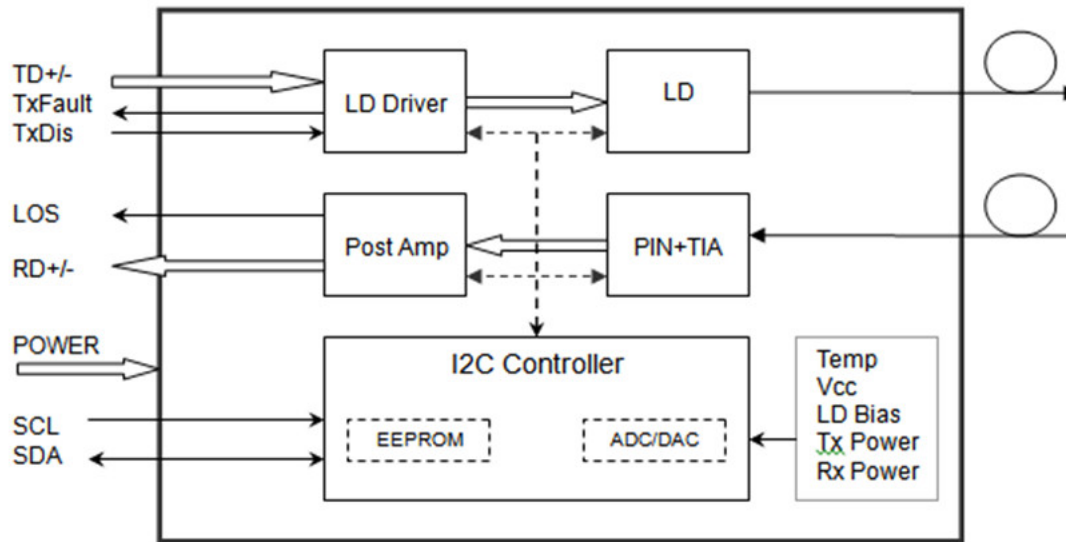 TD+/-
TxFault
TxDis
LD Driver
LD
LOS
RD+/-
Post Amp
PIN+TIA
POWER
SCL
SDA
I2C Controller
EEPROM
ADC/DAC
Temp
Vcc
LD Bias
Tx Power
Rx Power